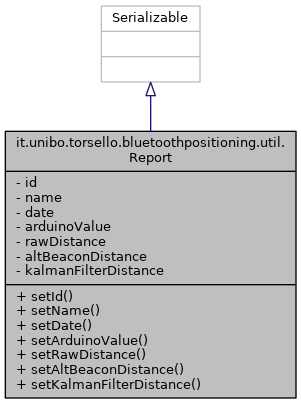 Serializable
it.unibo.torsello.bluetoothpositioning.util.
Report
- id
- name
- date
- arduinoValue
- rawDistance
- altBeaconDistance
- kalmanFilterDistance
+ setId()
+ setName()
+ setDate()
+ setArduinoValue()
+ setRawDistance()
+ setAltBeaconDistance()
+ setKalmanFilterDistance()